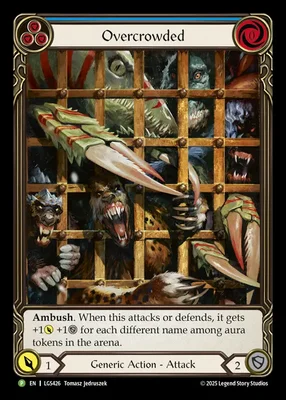 Overcrowded
Ambush. When this attacks or defends, it gets
+1 +1 for each different name among aura
tokens in the arena.
1 Generic Action - Attack 2
P EN | LGS426 Tomasz Jedruszek © 2025 Legend Story Studios